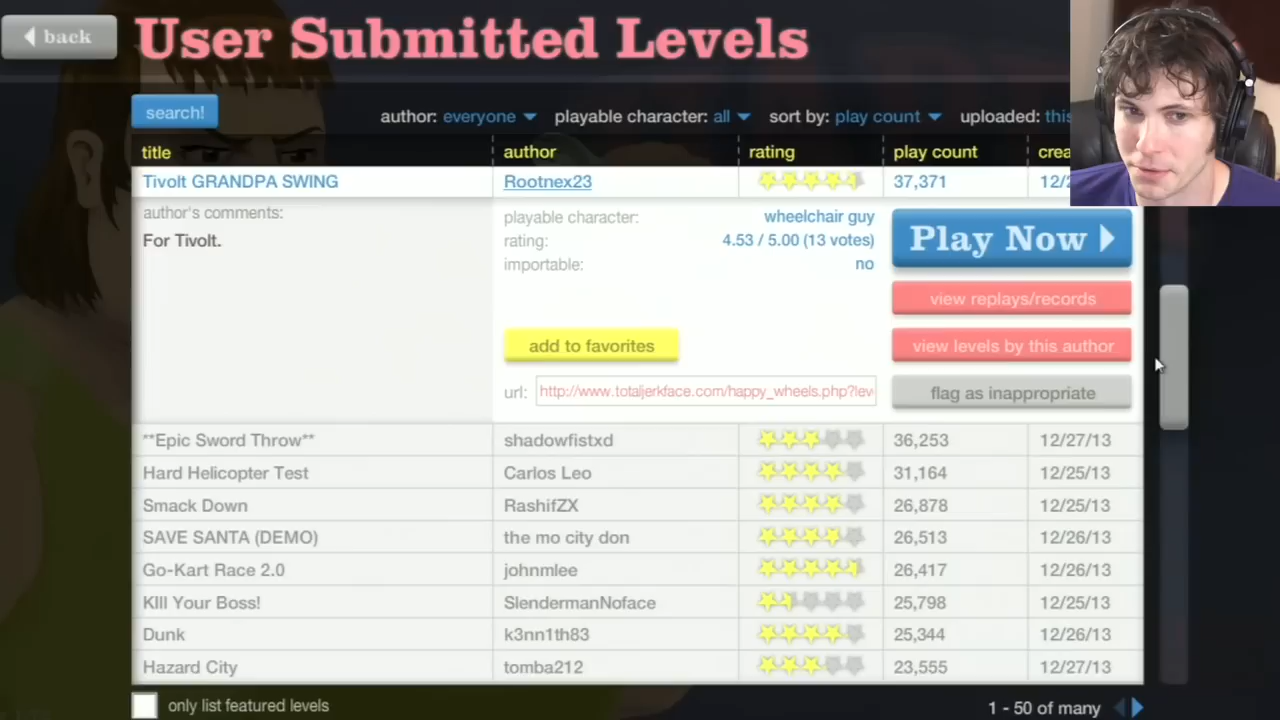 back
User Submitted Levels
search!
author: everyone playable character: all sort by: play count uploaded: this
title author rating play count crea
Tivolt GRANDPA SWING Rootnex23 37,371 12/2
author's comments:
For Tivolt.
playable character: wheelchair guy
rating: 4.53 / 5.00 (13 votes)
importable: no
add to favorites
url: http://www.totaljerkface.com/happy_wheels.php?lev
Play Now
view replays/records
view levels by this author
flag as inappropriate
**Epic Sword Throw** shadowfistxd 36,253 12/27/13
Hard Helicopter Test Carlos Leo 31,164 12/25/13
Smack Down RashifZX 26,878 12/25/13
SAVE SANTA (DEMO) the mo city don 26,513 12/26/13
Go-Kart Race 2.0 johnmlee 26,417 12/26/13
KIll Your Boss! SlendermanNoface 25,798 12/25/13
Dunk k3nn1th83 25,344 12/26/13
Hazard City tomba212 23,555 12/27/13
only list featured levels 1 - 50 of many